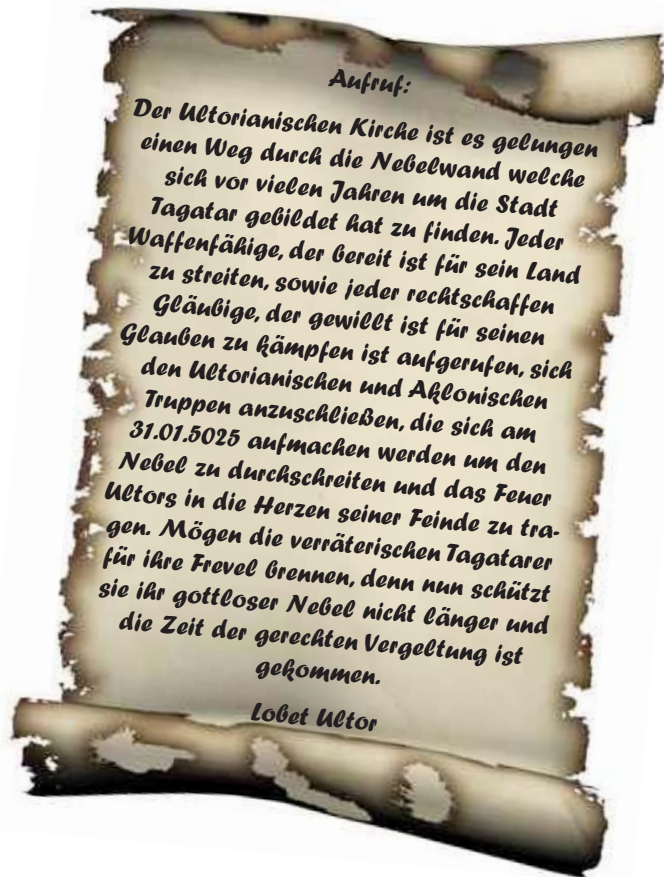 Aufruf:
Der Ultorianischen Kirche ist es gelungen
einen Weg durch die Nebelwand welche
sich vor vielen Jahren um die Stadt
Tagatar gebildet hat zu finden. Jeder
Waffenfähige, der bereit ist für sein Land
zu streiten, sowie jeder rechtschaffen
Gläubige, der gewillt ist für seinen
Glauben zu kämpfen ist aufgerufen, sich
den Ultorianischen und Aklonischen
Truppen anzuschließen, die sich am
31.01.5025 aufmachen werden um den
Nebel zu durchschreiten und das Feuer
Ultors in die Herzen seiner Feinde zu tra-
gen. Mögen die verräterischen Tagatarer
für ihre Frevel brennen, denn nun schützt
sie ihr gottloser Nebel nicht länger und
die Zeit der gerechten Vergeltung ist
gekommen.
Lobet Ultor